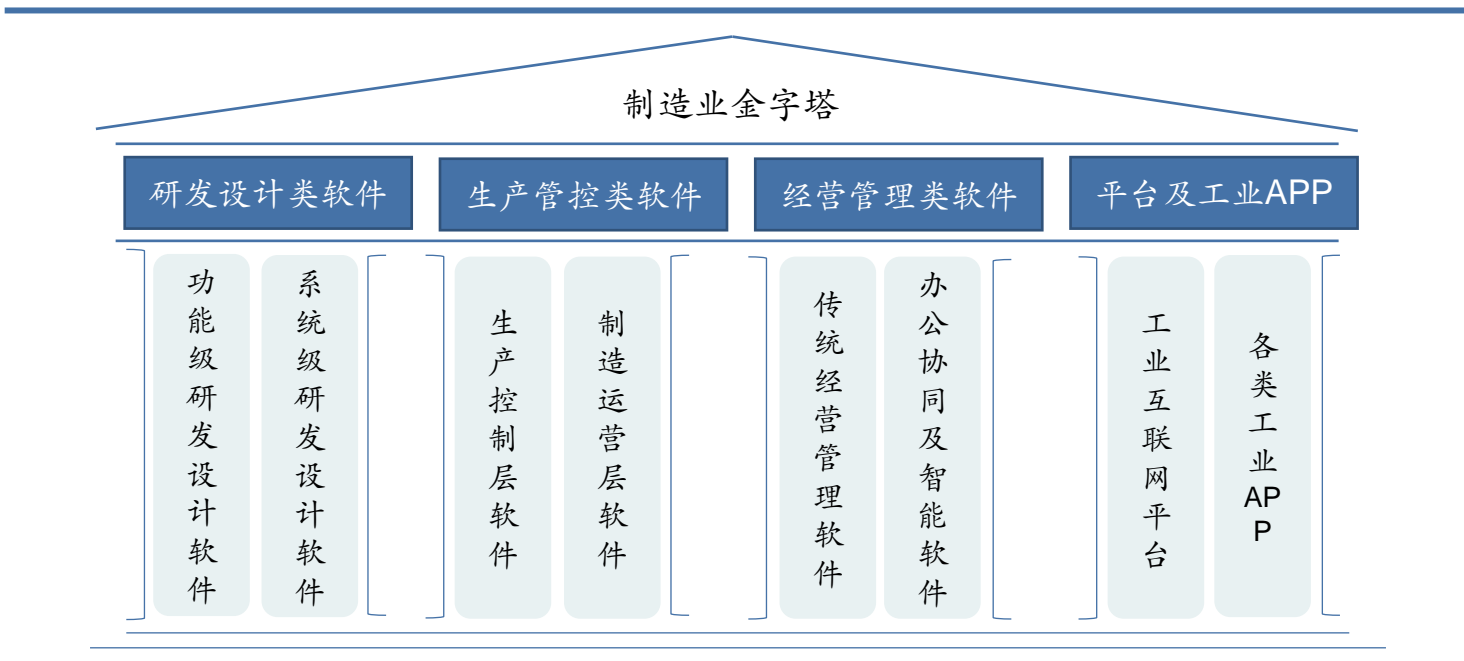 制造业金字塔
研发设计类软件
生产管控类软件
经营管理类软件
平台及工业APP
功能级研发设计软件
系统级研发设计软件
生产控制层软件
制造运营层软件
传统经营管理软件
办公协同及智能软件
工业互联网平台
各类工业APP